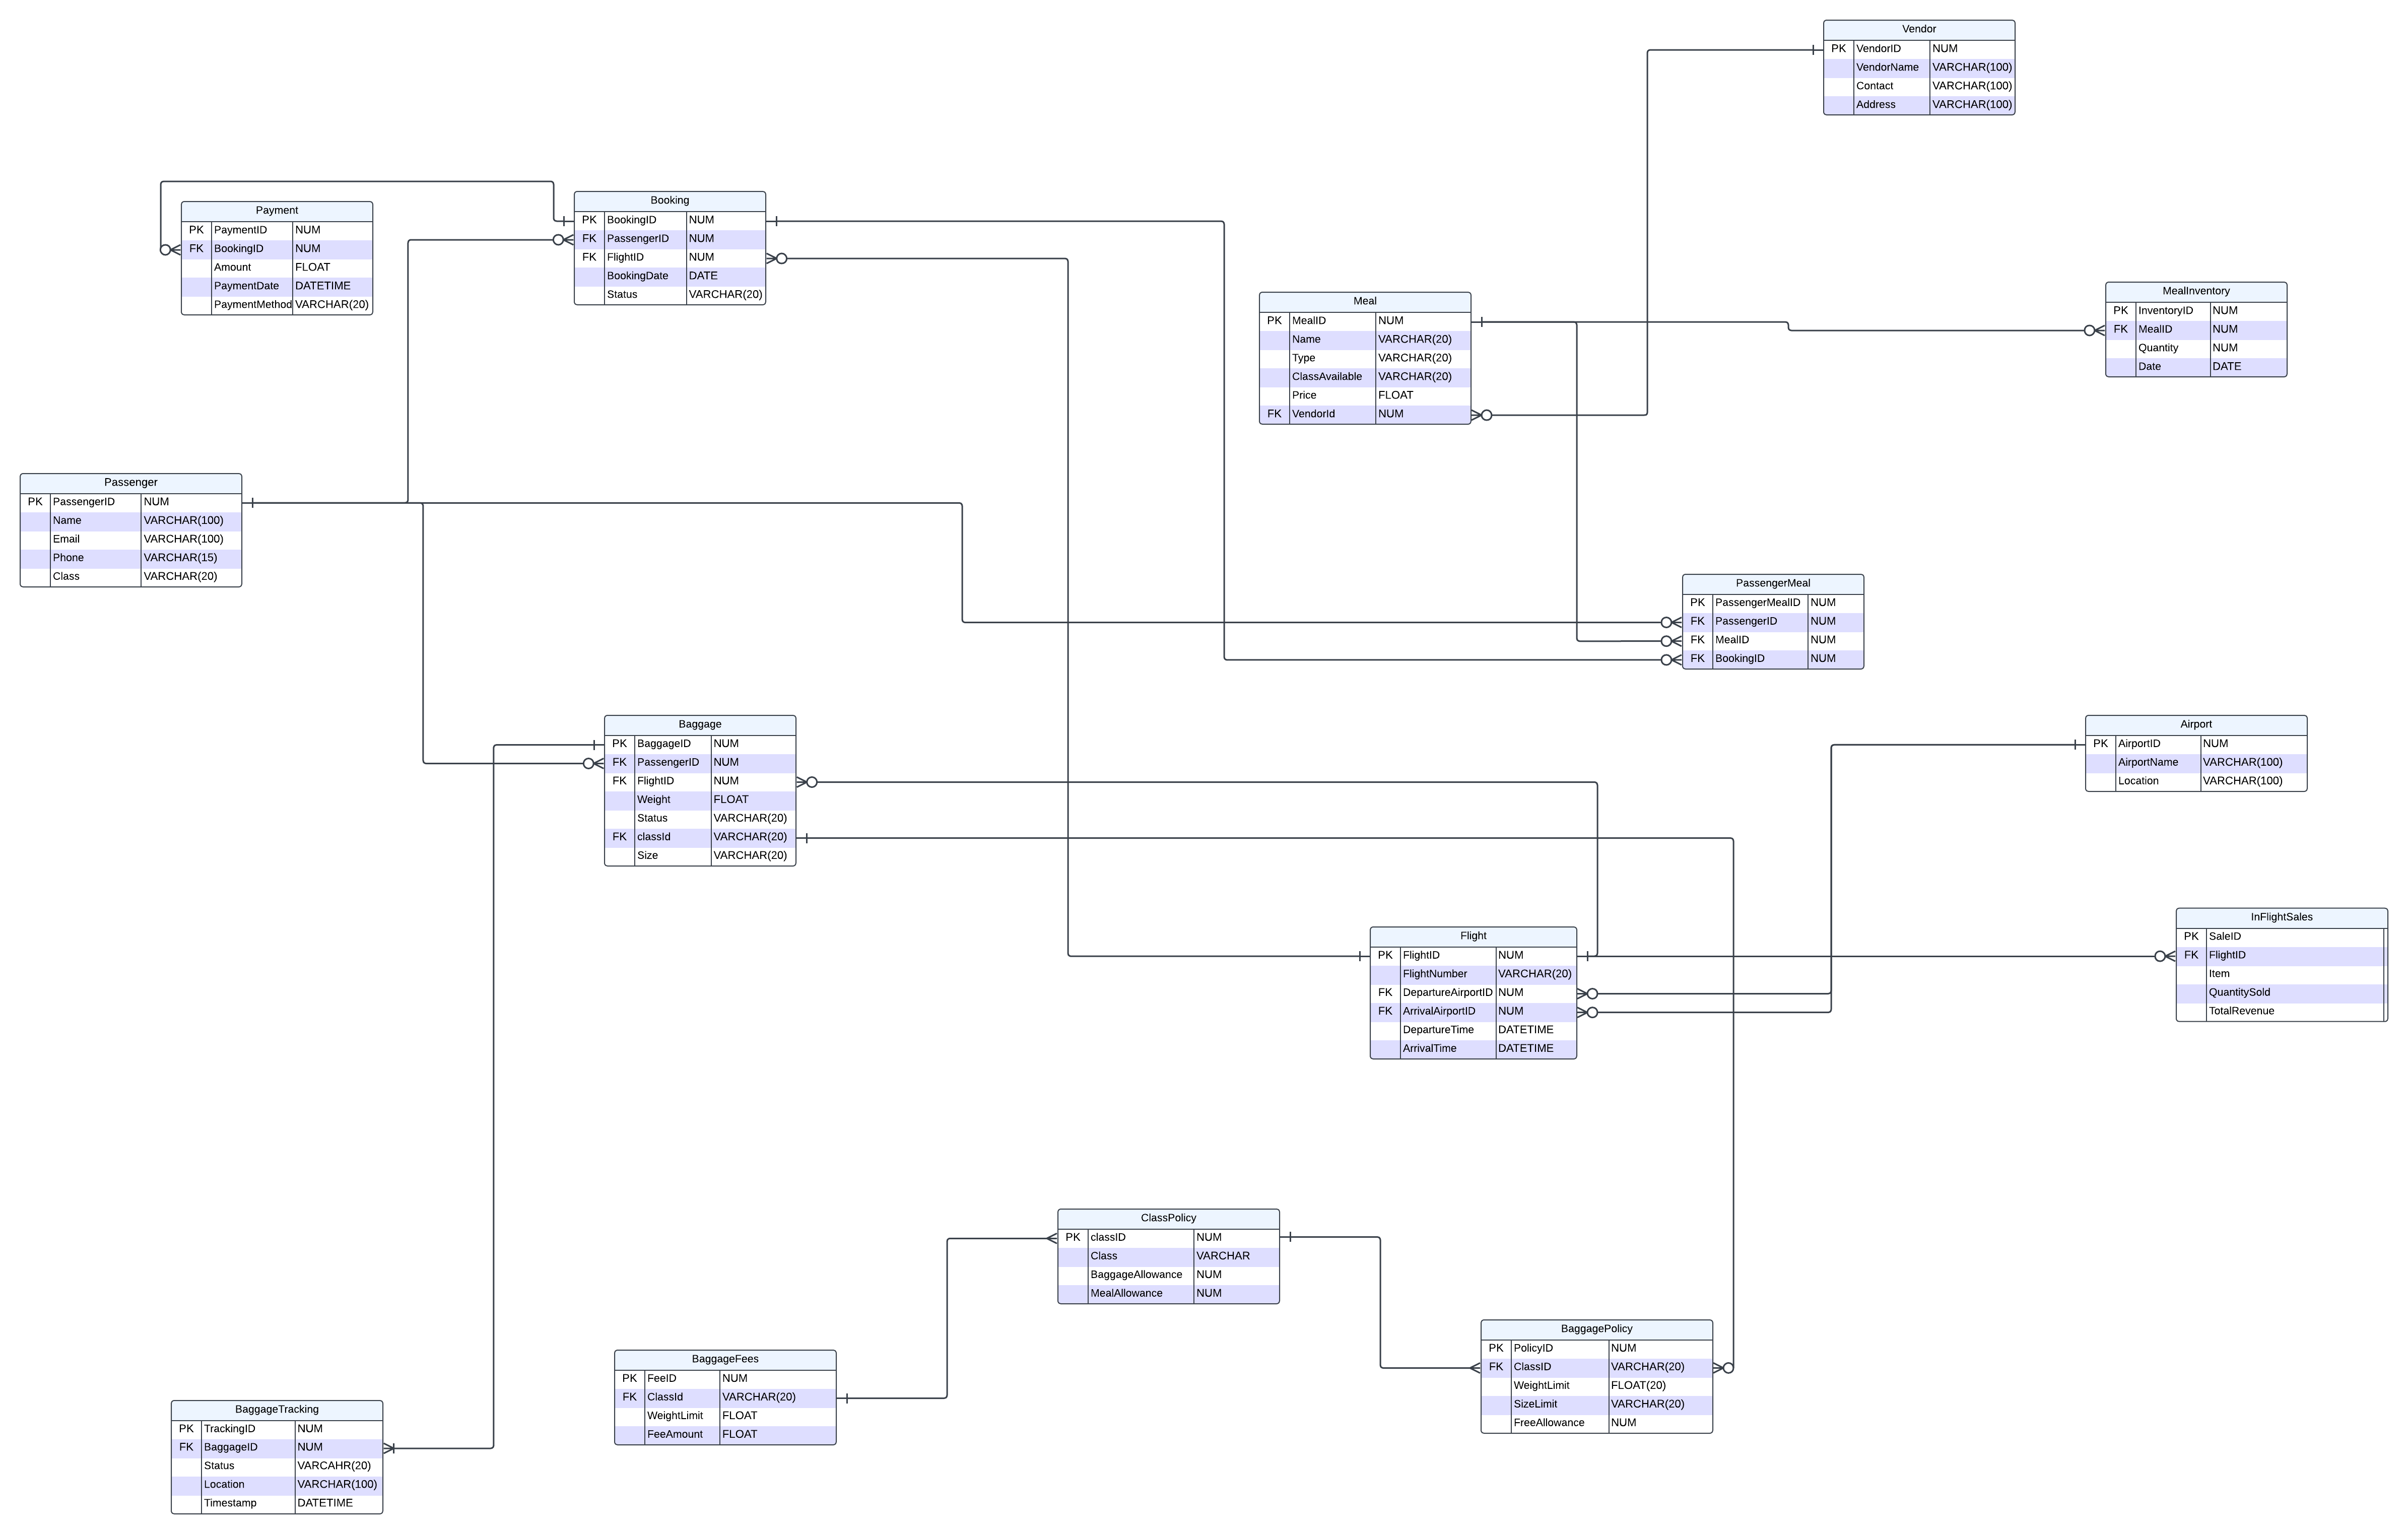 Vendor
PK VendorID NUM
VendorName VARCHAR(100)
Contact VARCHAR(100)
Address VARCHAR(100)
Payment
PK PaymentID NUM
FK BookingID NUM
Amount FLOAT
PaymentDate DATETIME
PaymentMethod VARCHAR(20)
Booking
PK BookingID NUM
FK PassengerID NUM
FK FlightID NUM
BookingDate DATE
Status VARCHAR(20)
Meal
PK MealID NUM
Name VARCHAR(20)
Type VARCHAR(20)
ClassAvailable VARCHAR(20)
Price FLOAT
FK VendorId NUM
MealInventory
PK InventoryID NUM
FK MealID NUM
Quantity NUM
Date DATE
Passenger
PK PassengerID NUM
Name VARCHAR(100)
Email VARCHAR(100)
Phone VARCHAR(15)
Class VARCHAR(20)
PassengerMeal
PK PassengerMealID NUM
FK PassengerID NUM
FK MealID NUM
FK BookingID NUM
Baggage
PK BaggageID NUM
FK PassengerID NUM
FK FlightID NUM
Weight FLOAT
Status VARCHAR(20)
FK classId VARCHAR(20)
Size VARCHAR(20)
Airport
PK AirportID NUM
AirportName VARCHAR(100)
Location VARCHAR(100)
Flight
PK FlightID NUM
FlightNumber VARCHAR(20)
FK DepartureAirportID NUM
FK ArrivalAirportID NUM
DepartureTime DATETIME
ArrivalTime DATETIME
InFlightSales
PK SaleID
FK FlightID
Item
QuantitySold
TotalRevenue
ClassPolicy
PK classID NUM
Class VARCHAR
BaggageAllowance NUM
MealAllowance NUM
BaggagePolicy
PK PolicyID NUM
FK ClassID VARCHAR(20)
WeightLimit FLOAT(20)
SizeLimit VARCHAR(20)
FreeAllowance NUM
BaggageFees
PK FeeID NUM
FK ClassId VARCHAR(20)
WeightLimit FLOAT
FeeAmount FLOAT
BaggageTracking
PK TrackingID NUM
FK BaggageID NUM
Status VARCAHR(20)
Location VARCHAR(100)
Timestamp DATETIME